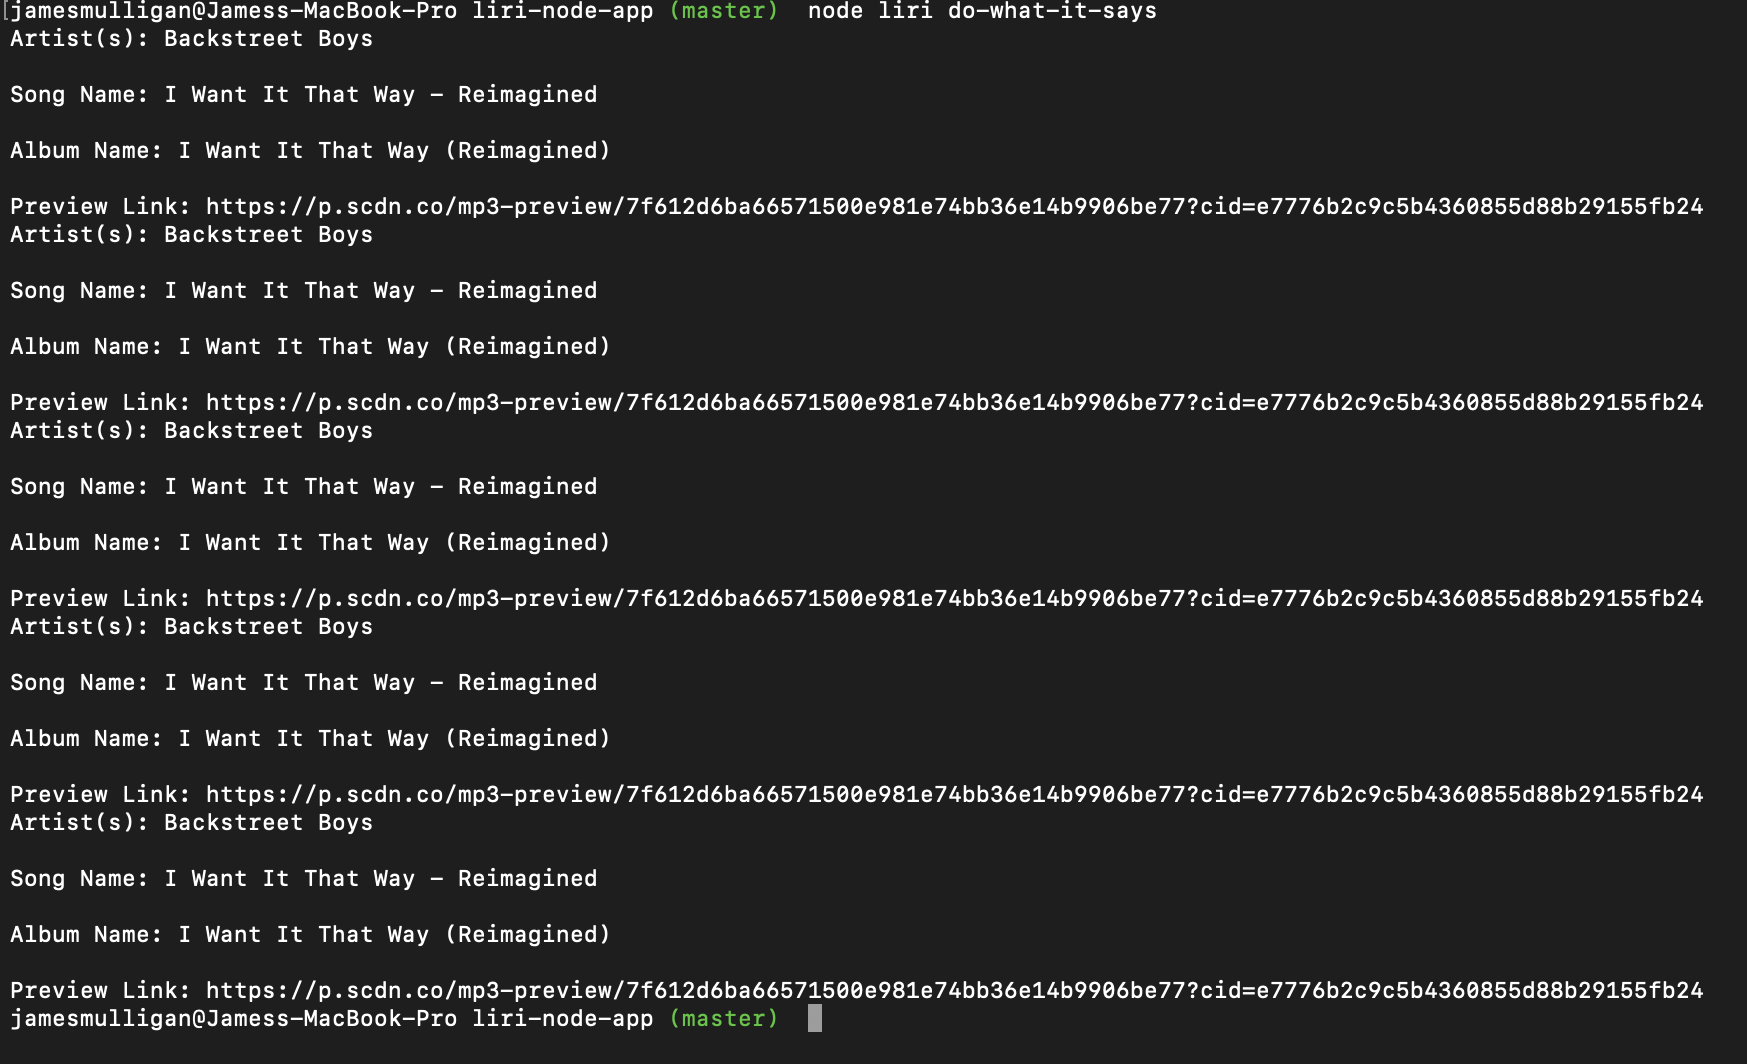 jamesmulligan@Jamess-MacBook-Pro liri-node-app (master)  node liri do-what-it-says
Artist(s): Backstreet Boys
Song Name: I Want It That Way - Reimagined
Album Name: I Want It That Way (Reimagined)
Preview Link: https://p.scdn.co/mp3-preview/7f612d6ba66571500e981e74bb36e14b9906be77?cid=e7776b2c9c5b4360855d88b29155fb24
Artist(s): Backstreet Boys
Song Name: I Want It That Way - Reimagined
Album Name: I Want It That Way (Reimagined)
Preview Link: https://p.scdn.co/mp3-preview/7f612d6ba66571500e981e74bb36e14b9906be77?cid=e7776b2c9c5b4360855d88b29155fb24
Artist(s): Backstreet Boys
Song Name: I Want It That Way - Reimagined
Album Name: I Want It That Way (Reimagined)
Preview Link: https://p.scdn.co/mp3-preview/7f612d6ba66571500e981e74bb36e14b9906be77?cid=e7776b2c9c5b4360855d88b29155fb24
Artist(s): Backstreet Boys
Song Name: I Want It That Way - Reimagined
Album Name: I Want It That Way (Reimagined)
Preview Link: https://p.scdn.co/mp3-preview/7f612d6ba66571500e981e74bb36e14b9906be77?cid=e7776b2c9c5b4360855d88b29155fb24
Artist(s): Backstreet Boys
Song Name: I Want It That Way - Reimagined
Album Name: I Want It That Way (Reimagined)
Preview Link: https://p.scdn.co/mp3-preview/7f612d6ba66571500e981e74bb36e14b9906be77?cid=e7776b2c9c5b4360855d88b29155fb24
jamesmulligan@Jamess-MacBook-Pro liri-node-app (master)